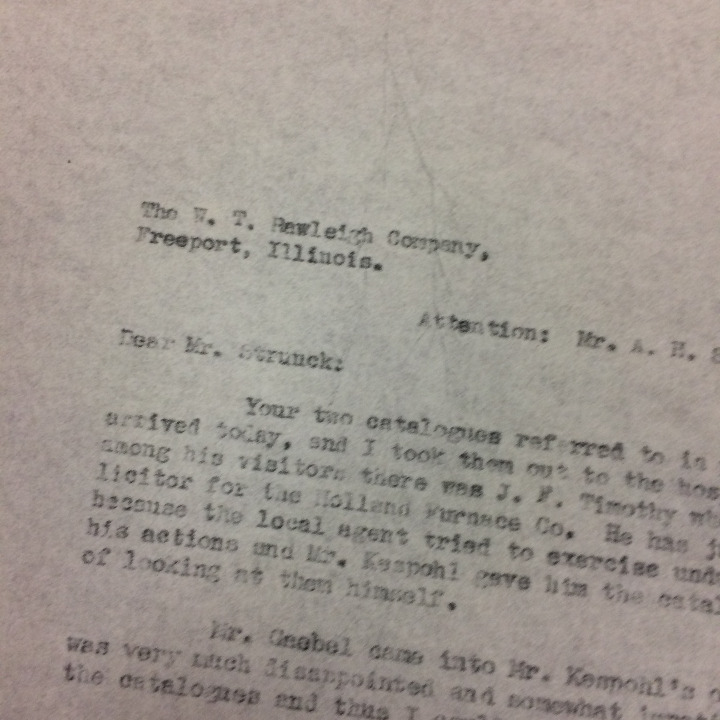 The W. T. Rawleigh Company,
Freeport, Illinois.
Attention: Mr. A. H.
Dear Mr. Strunck:
Your two catalogues referred to in
arrived today, and I took them out to the
among his visitors there was J. F. Timothy
licitor for the Holland Furnace Co. He has
because the local agent tried to exercise
his actions and Mr. Kespohl gave him the
of looking at them himself.
Mr. Gaebel came into Mr. Kespohl's
was very much disappointed and somewhat
the catalogues and thus I